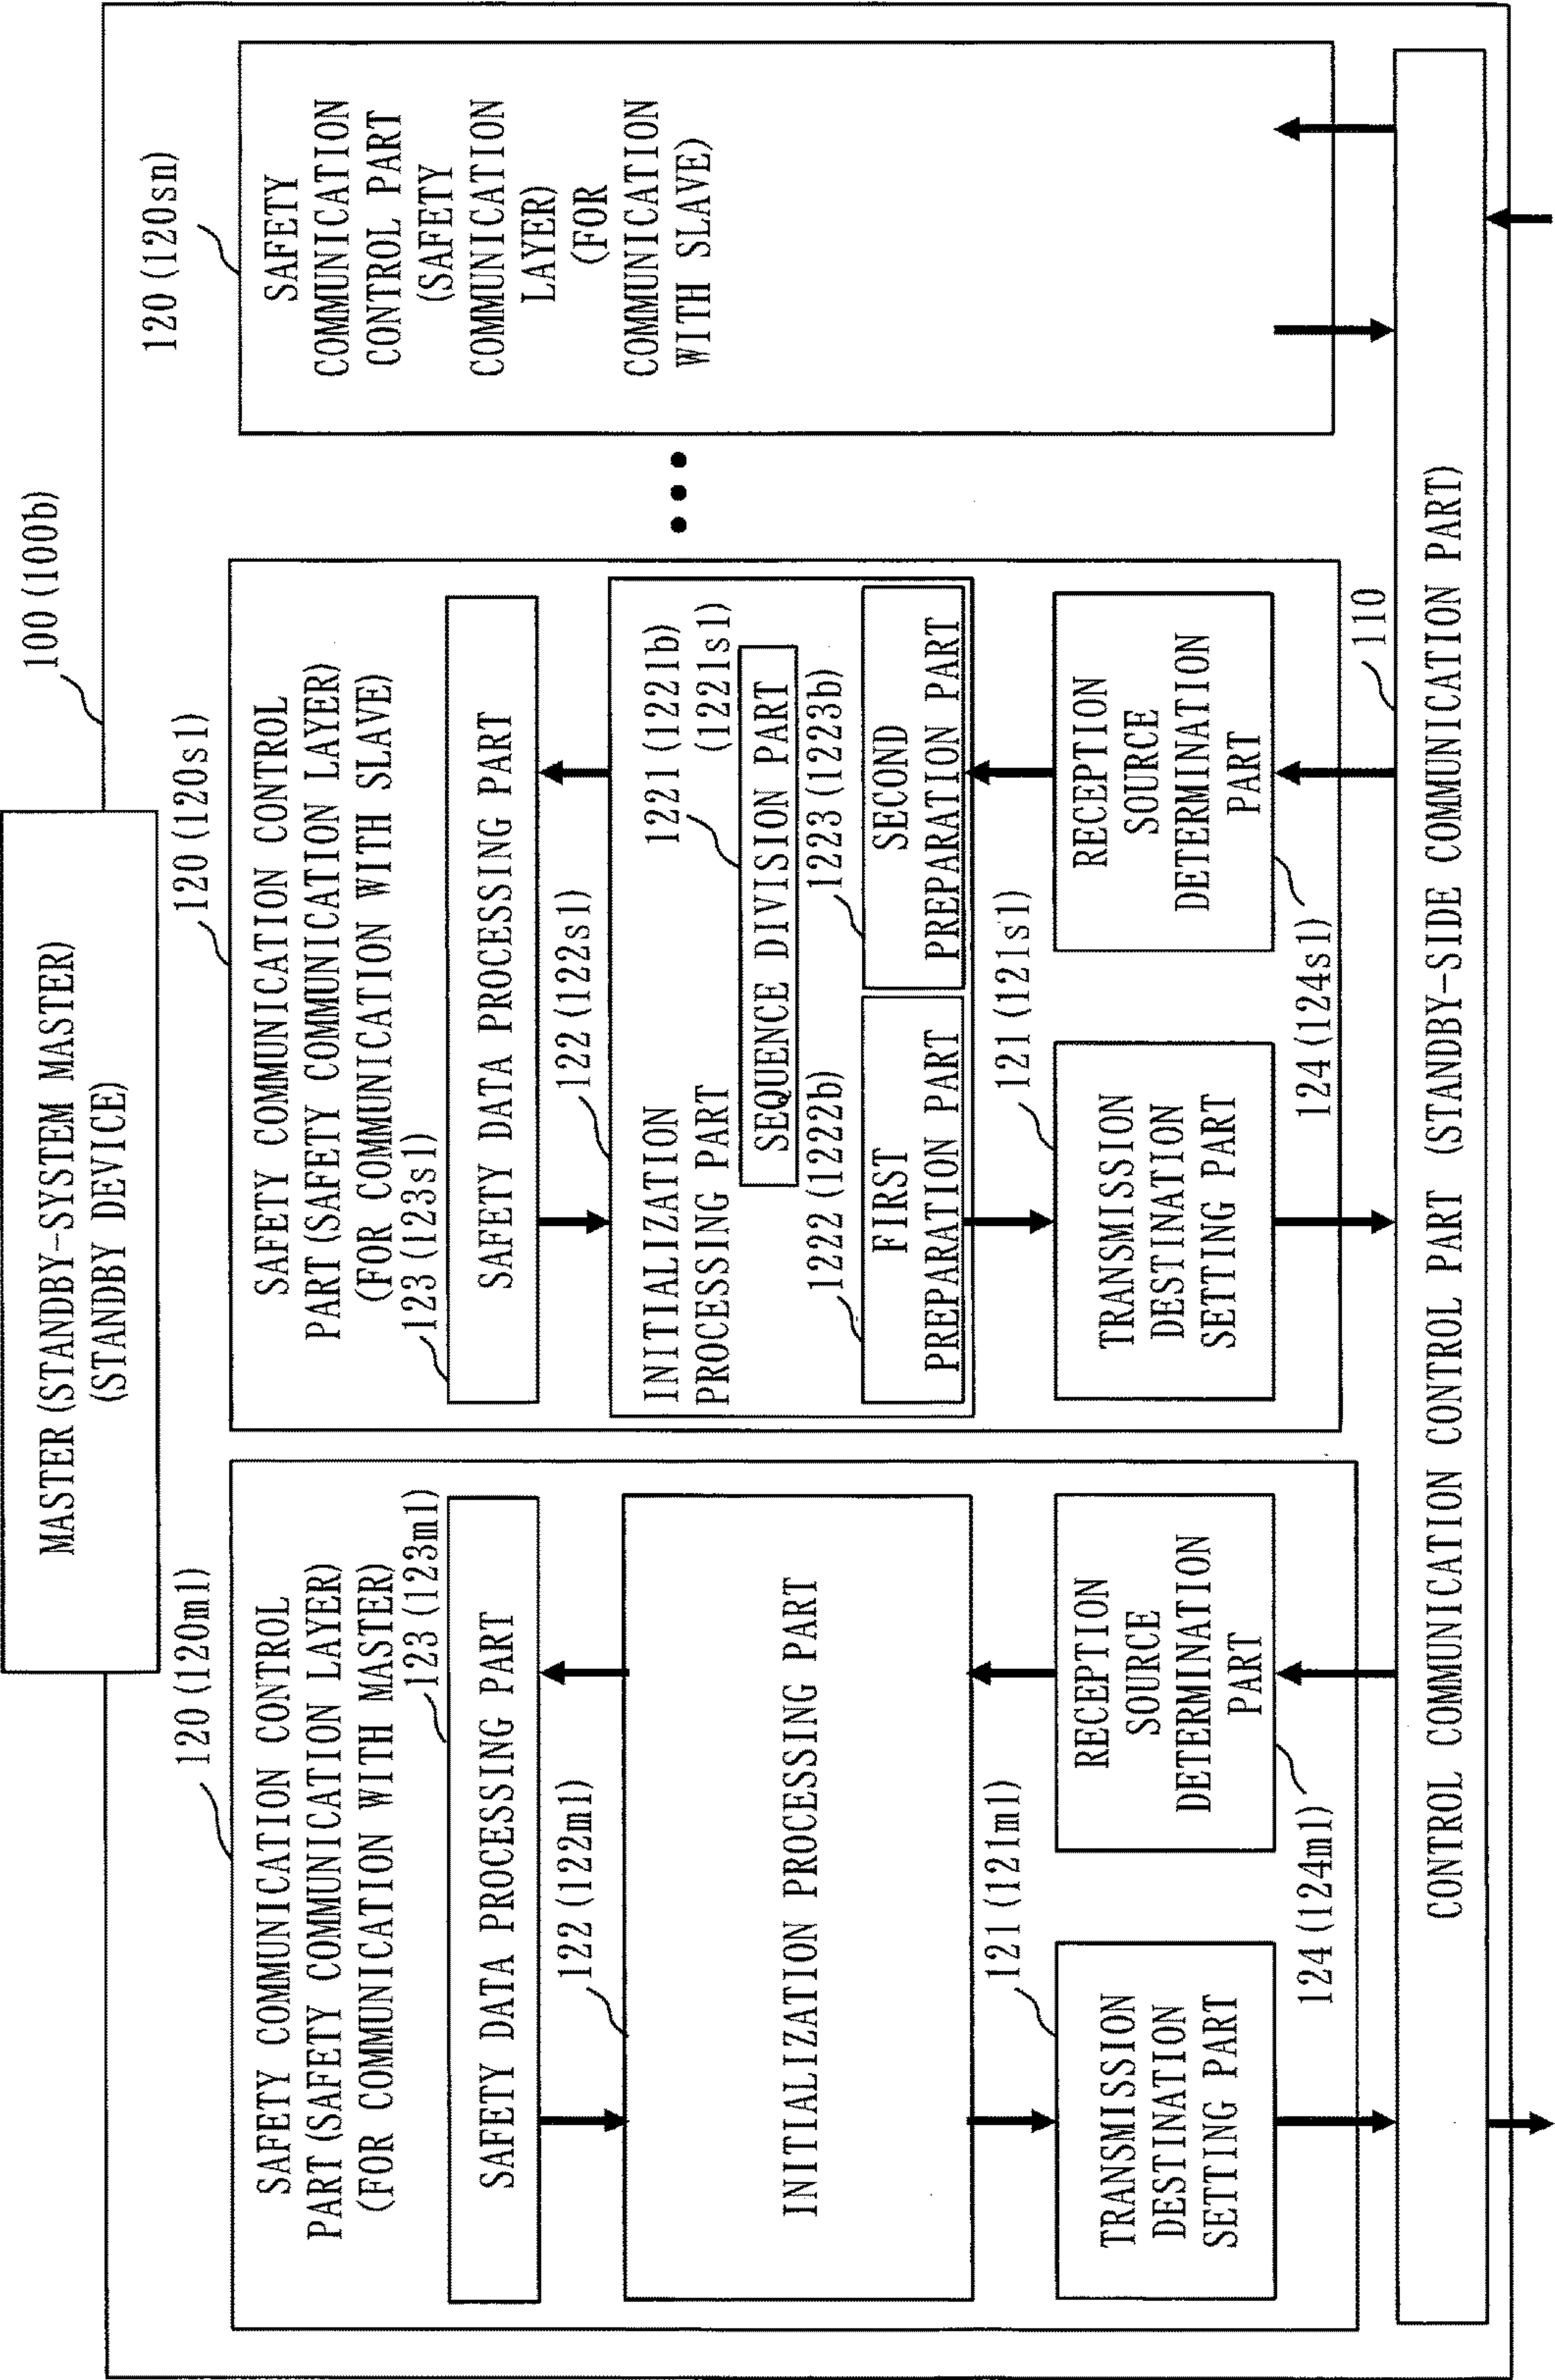 100 (100b)
MASTER (STANDBY-SYSTEM MASTER)
(STANDBY DEVICE)
120 (120m1)
SAFETY COMMUNICATION CONTROL
PART (SAFETY COMMUNICATION LAYER)
(FOR COMMUNICATION WITH MASTER)
123 (123m1)
SAFETY DATA PROCESSING PART
122 (122m1)
INITIALIZATION PROCESSING PART
121 (121m1)
TRANSMISSION
DESTINATION
SETTING PART
RECEPTION
SOURCE
DETERMINATION
PART
124 (124m1)
120 (120s1)
SAFETY COMMUNICATION CONTROL
PART (SAFETY COMMUNICATION LAYER)
(FOR COMMUNICATION WITH SLAVE)
123 (123s1)
SAFETY DATA PROCESSING PART
122 (122s1)
INITIALIZATION
PROCESSING PART
1221 (1221b)
(1221s1)
SEQUENCE DIVISION PART
1222 (1222b)
FIRST
PREPARATION PART
1223 (1223b)
SECOND
PREPARATION PART
121 (121s1)
TRANSMISSION
DESTINATION
SETTING PART
RECEPTION
SOURCE
DETERMINATION
PART
124 (124s1)
120 (120sn)
SAFETY
COMMUNICATION
CONTROL PART
(SAFETY
COMMUNICATION
LAYER)
(FOR
COMMUNICATION
WITH SLAVE)
110
CONTROL COMMUNICATION CONTROL PART (STANDBY-SIDE COMMUNICATION PART)